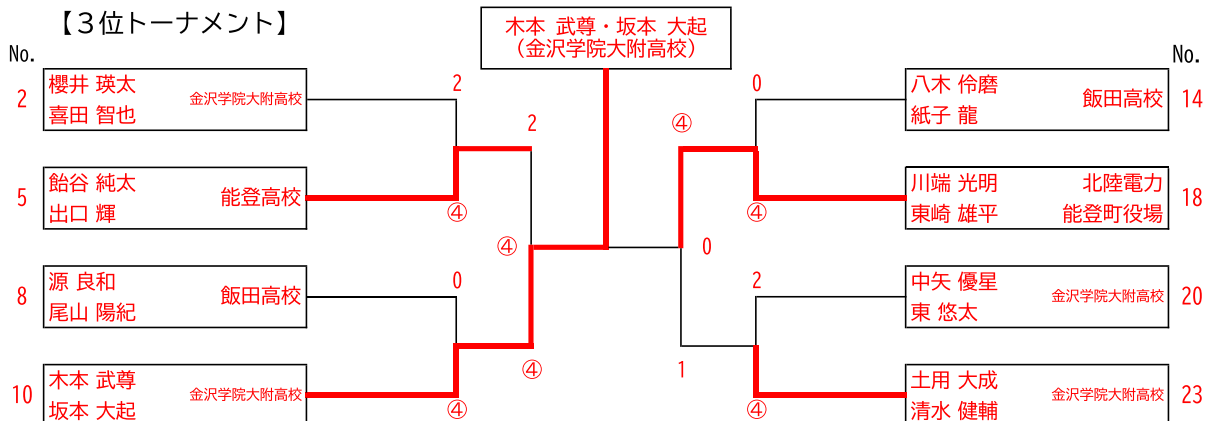 【３位トーナメント】
木本 武尊・坂本 大起
（金沢学院大附高校）
No.
No.
2
櫻井 瑛太
喜田 智也
金沢学院大附高校
2
5
飴谷 純太
出口 輝
能登高校
④
2
8
源 良和
尾山 陽紀
飯田高校
0
10
木本 武尊
坂本 大起
金沢学院大附高校
④
④
④
0
八木 伶磨
紙子 龍
飯田高校
14
④
川端 光明
東崎 雄平
北陸電力
能登町役場
18
④
0
中矢 優星
東 悠太
金沢学院大附高校
20
2
1
土用 大成
清水 健輔
金沢学院大附高校
23
④